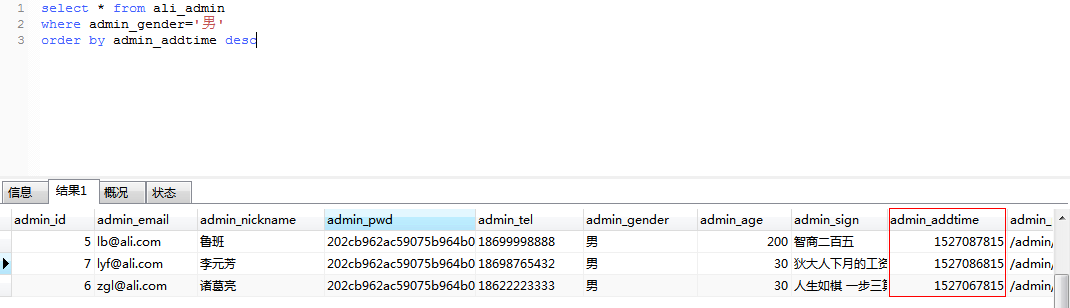 1 select * from ali_admin
2 where admin_gender='男'
3 order by admin_addtime desc
信息 结果1 概况 状态
admin_id admin_email admin_nickname admin_pwd admin_tel admin_gender admin_age admin_sign admin_addtime admin_
5 lb@ali.com 鲁班 202cb962ac59075b964b0 18699998888 男 200 智商二百五 1527087815 /admin/
7 lyf@ali.com 李元芳 202cb962ac59075b964b0 18698765432 男 30 狄大人下月的工资 1527086815 /admin/
6 zgl@ali.com 诸葛亮 202cb962ac59075b964b0 18622223333 男 30 人生如棋 一步三算 1527067815 /admin/